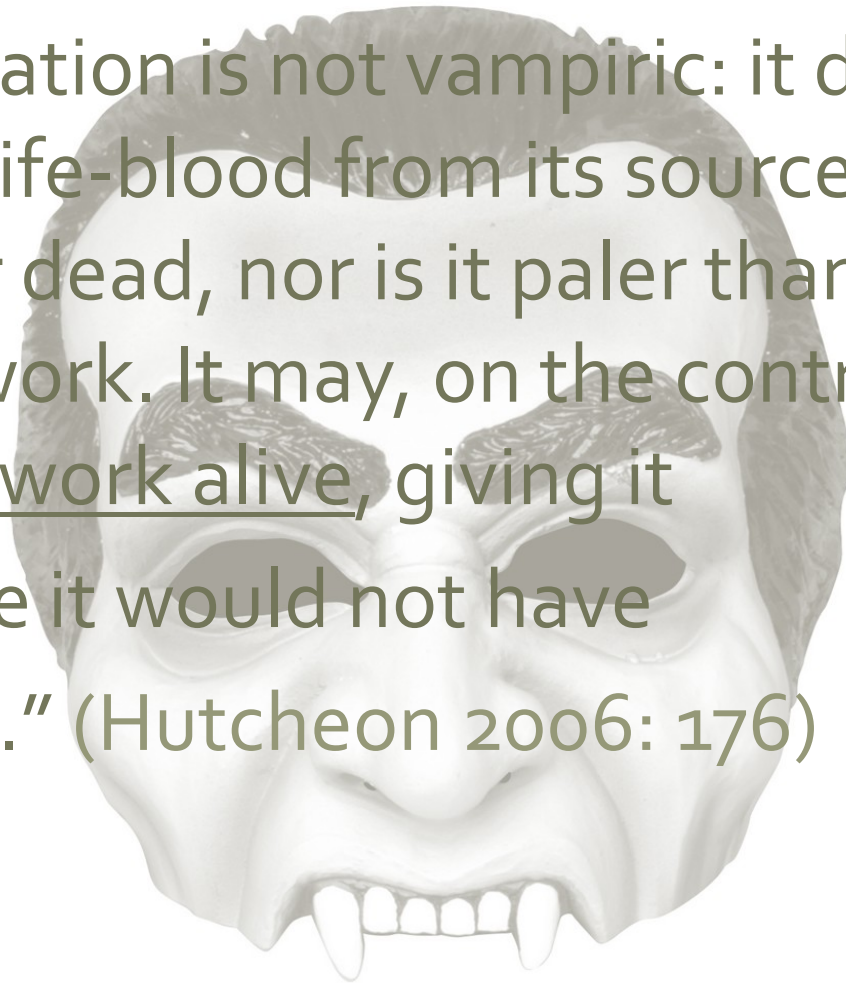 ation is not vampiric: it d
ife-blood from its source
dead, nor is it paler than
work. It may, on the contr
work alive, giving it
e it would not have
.” (Hutcheon 2006: 176)